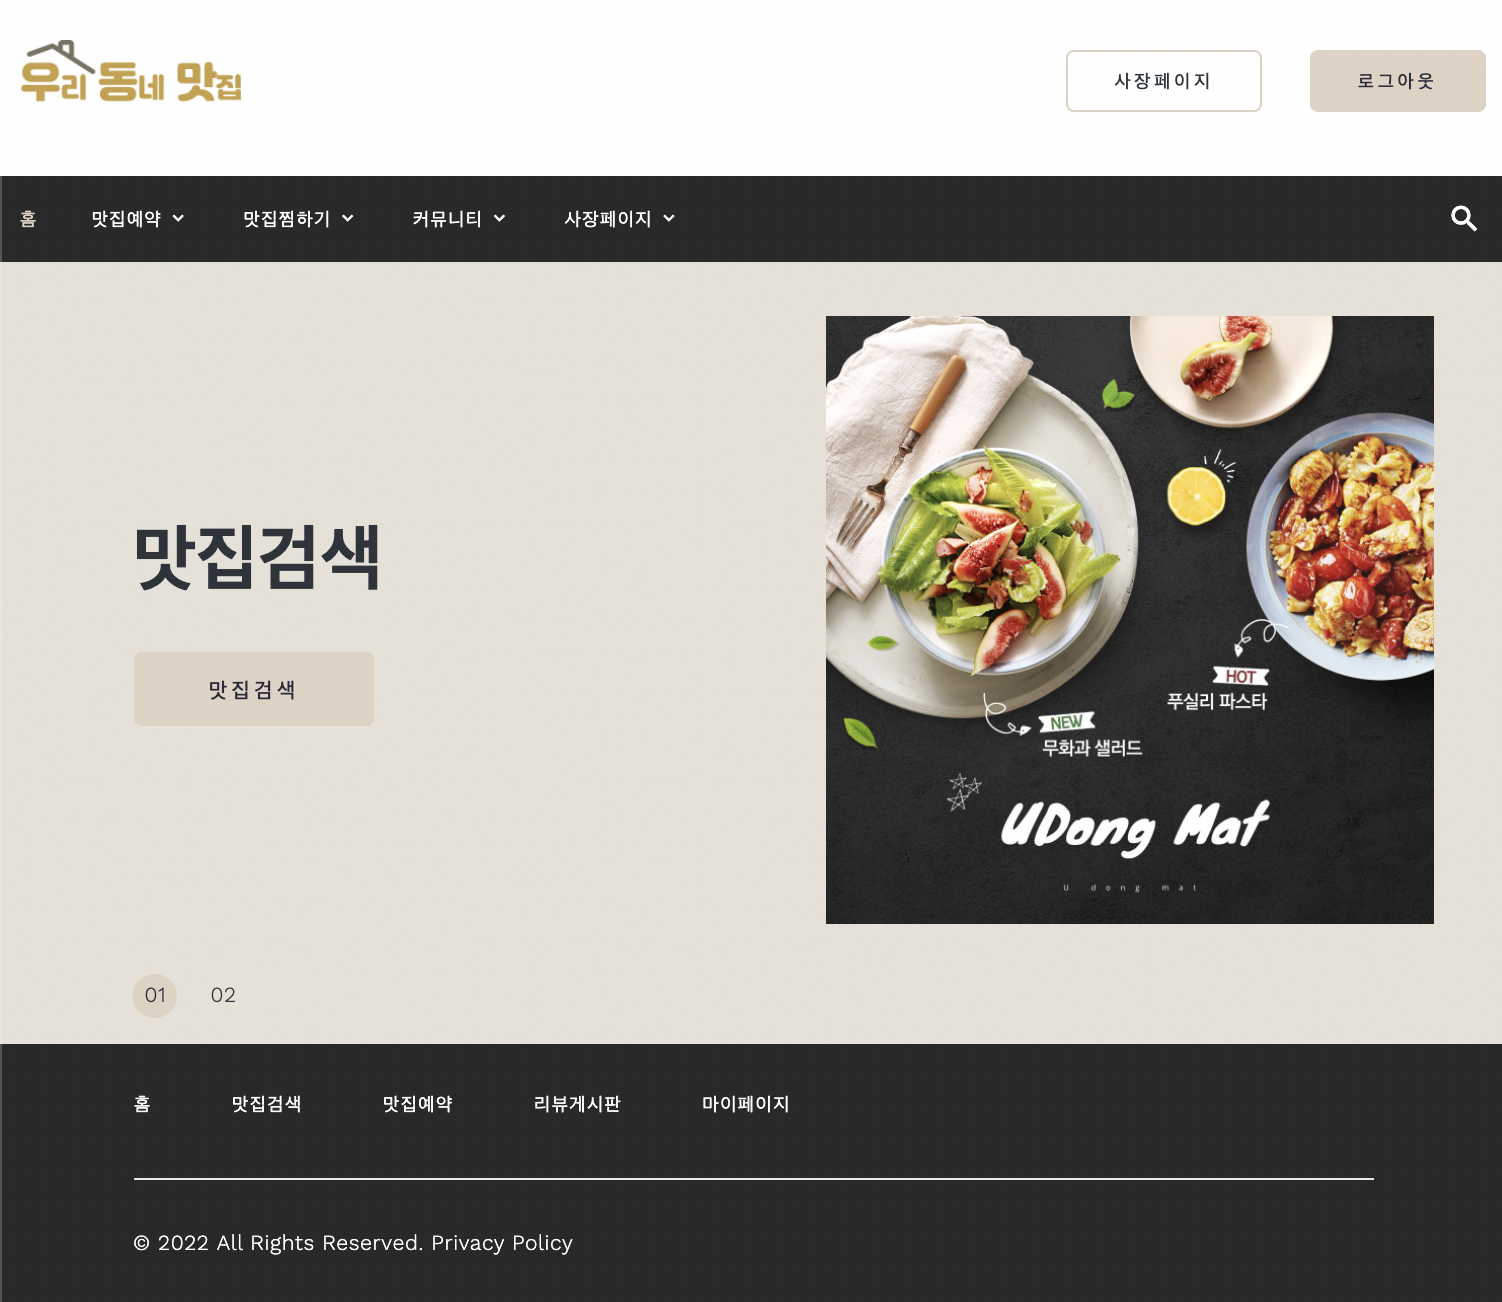 우리 동네 맛집
사장페이지 로그아웃
홈 맛집예약 맛집찜하기 커뮤니티 사장페이지
맛집검색
맛집검색
HOT
푸실리 파스타
NEW
무화과 샐러드
UDong Mat
U dong mat
01 02
홈 맛집검색 맛집예약 리뷰게시판 마이페이지
© 2022 All Rights Reserved. Privacy Policy